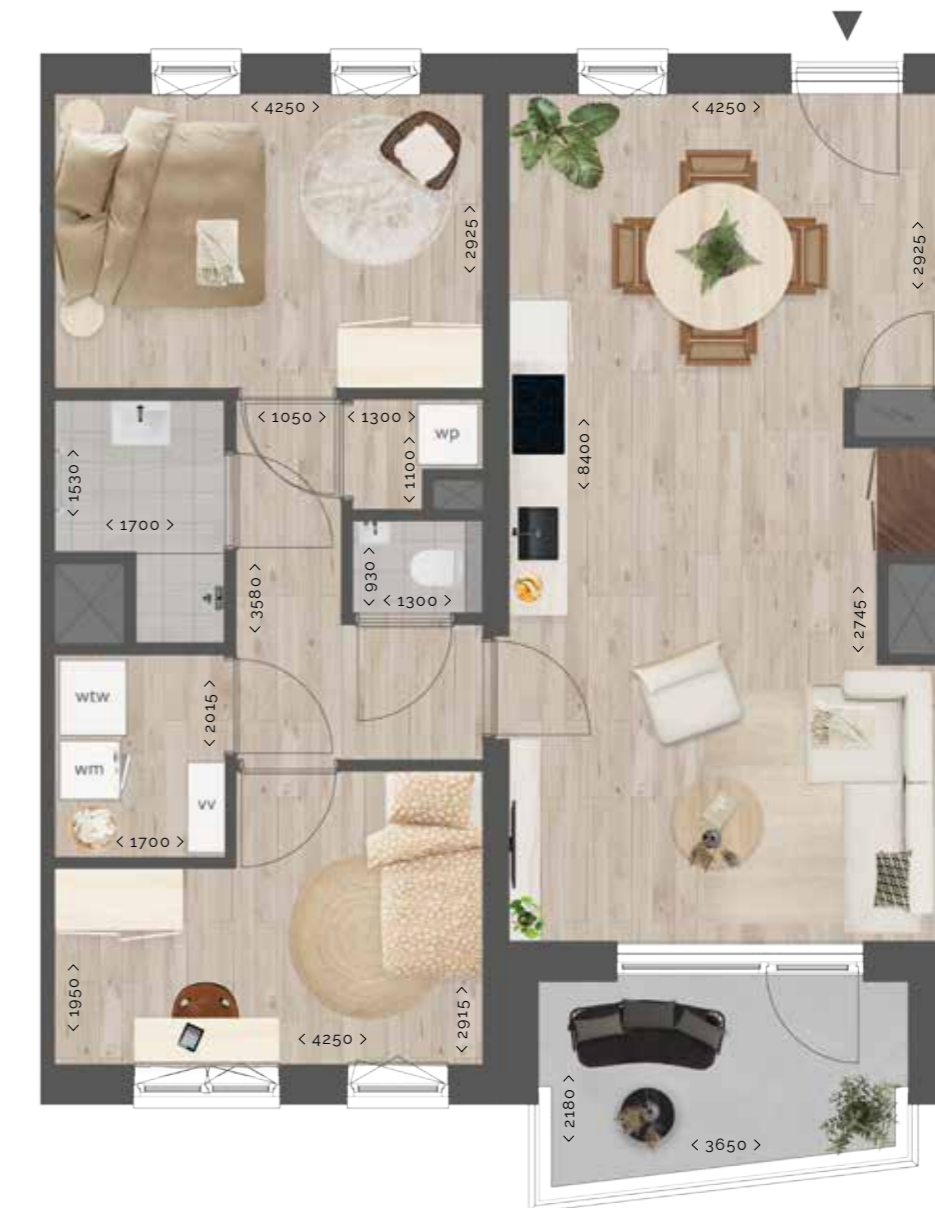 < 4250 >
< 4250 >
< 2925 >
< 2925 >
< 1050 >
< 1300 >
wp
< 1100 >
< 1530 >
< 1700 >
< 8400 >
< 930 >
< 1300 >
< 3580 >
< 2745 >
wtw
< 2015 >
wm
vv
< 1700 >
< 1950 >
< 4250 >
< 2915 >
< 2180 >
< 3650 >